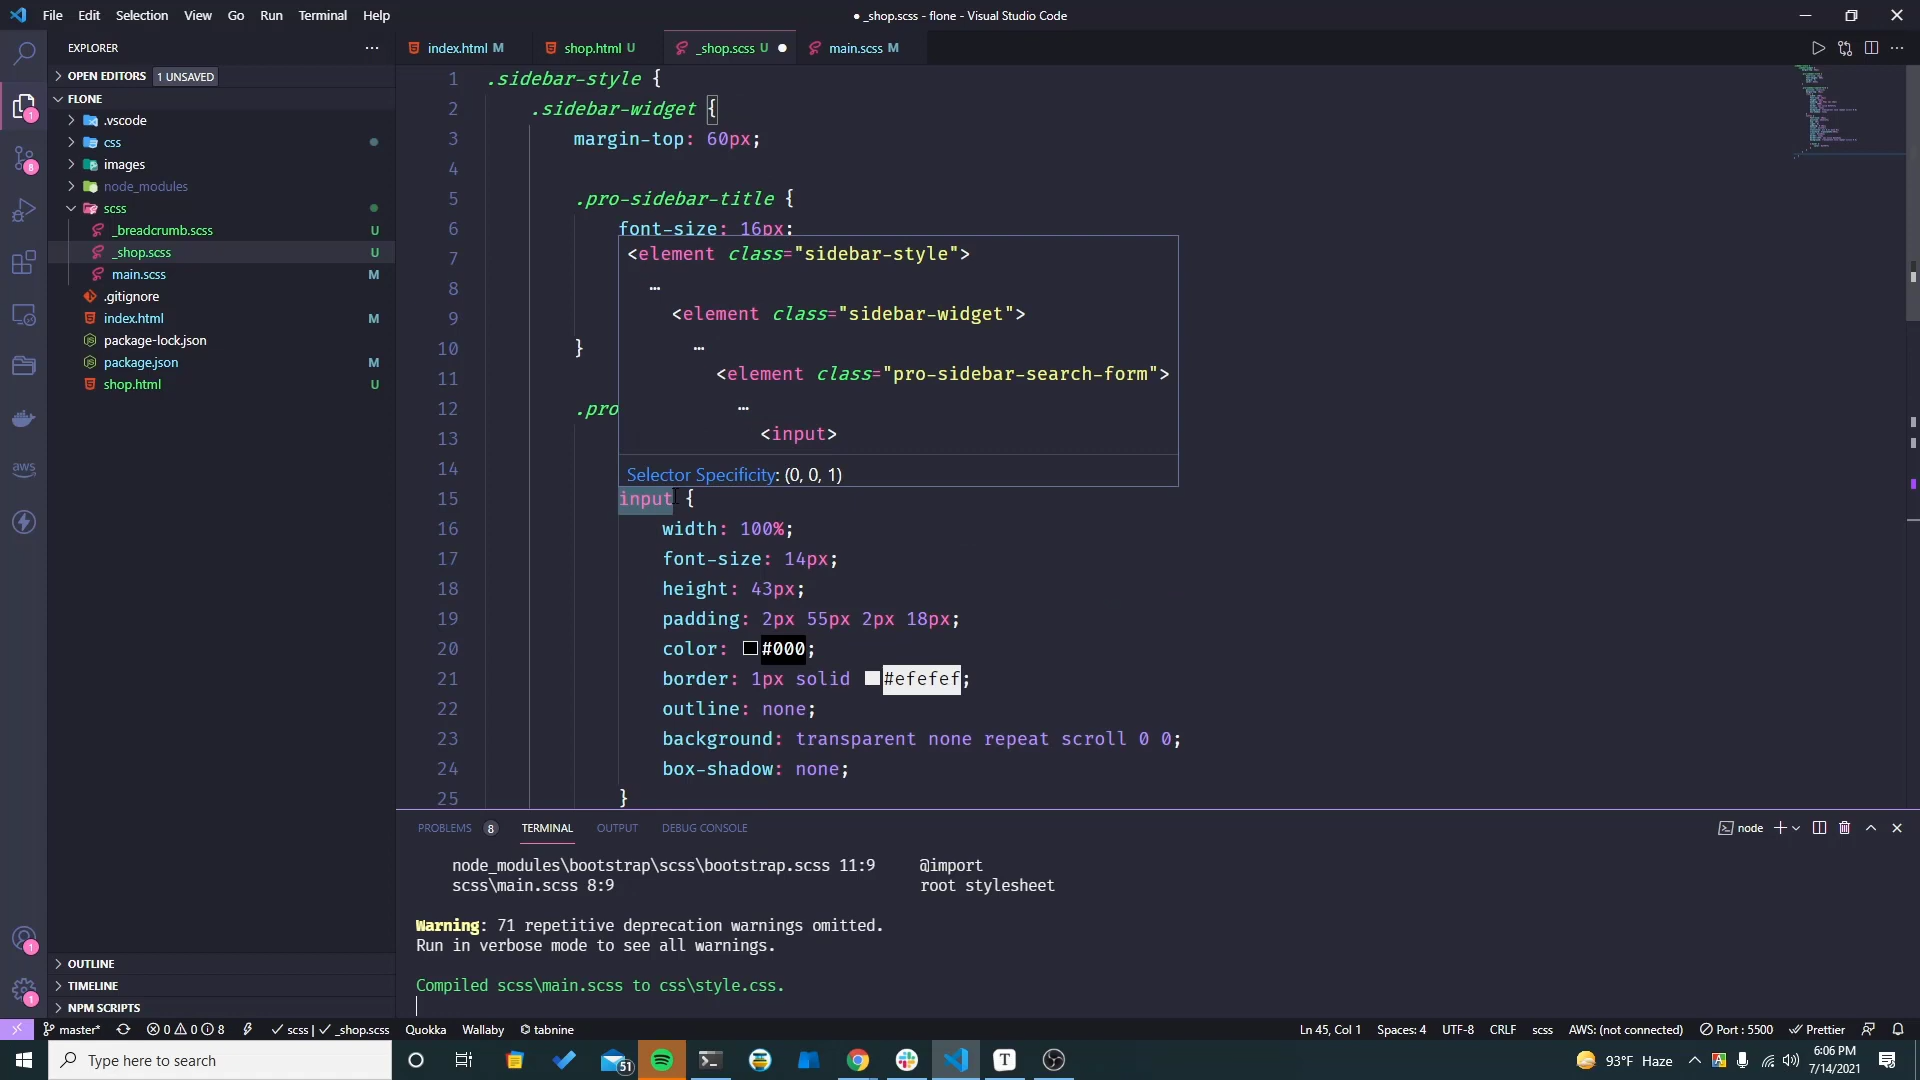 File Edit Selection View Go Run Terminal Help
● _shop.scss - flone - Visual Studio Code
EXPLORER
OPEN EDITORS 1 UNSAVED
FLONE
.vscode
css
images
node_modules
scss
_breadcrumb.scss U
_shop.scss U
main.scss M
.gitignore
index.html M
package-lock.json
package.json M
shop.html U
OUTLINE
TIMELINE
NPM SCRIPTS
index.html M shop.html U _shop.scss U ● main.scss M
1 .sidebar-style {
2 .sidebar-widget {
3 margin-top: 60px;
4
5 .pro-sidebar-title {
6 font-size: 16px;
7
8
9
10 }
11
12 .pro
13
14
<element class="sidebar-style">
…
<element class="sidebar-widget">
…
<element class="pro-sidebar-search-form">
…
<input>
Selector Specificity: (0, 0, 1)
15 input {
16 width: 100%;
17 font-size: 14px;
18 height: 43px;
19 padding: 2px 55px 2px 18px;
20 color: #000;
21 border: 1px solid #efefef;
22 outline: none;
23 background: transparent none repeat scroll 0 0;
24 box-shadow: none;
25 }
PROBLEMS 8 TERMINAL OUTPUT DEBUG CONSOLE
node
node_modules\bootstrap\scss\bootstrap.scss 11:9 @import
scss\main.scss 8:9 root stylesheet
Warning: 71 repetitive deprecation warnings omitted.
Run in verbose mode to see all warnings.
Compiled scss\main.scss to css\style.css.
master* 0 0 8 scss | _shop.scss Quokka Wallaby tabnine
Ln 45, Col 1 Spaces: 4 UTF-8 CRLF scss AWS: (not connected) Port : 5500 Prettier
aws
1
8
1
1
Type here to search
51
T
93°F Haze
6:06 PM
7/14/2021